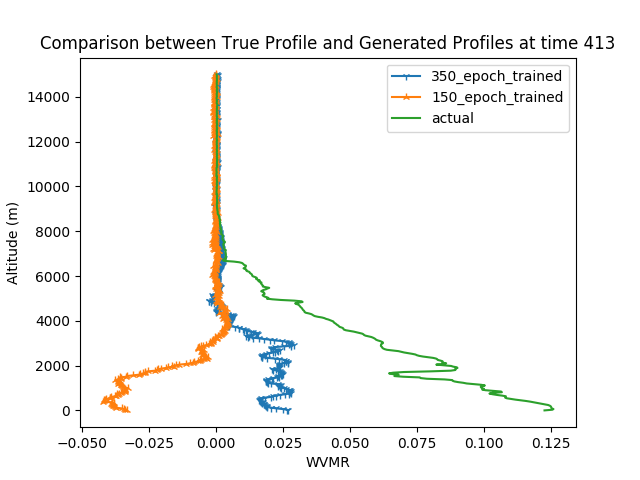 Comparison between True Profile and Generated Profiles at time 413
350_epoch_trained
150_epoch_trained
actual
Altitude (m)
14000
12000
10000
8000
6000
4000
2000
0
−0.050
−0.025
0.000
0.025
0.050
0.075
0.100
0.125
WVMR